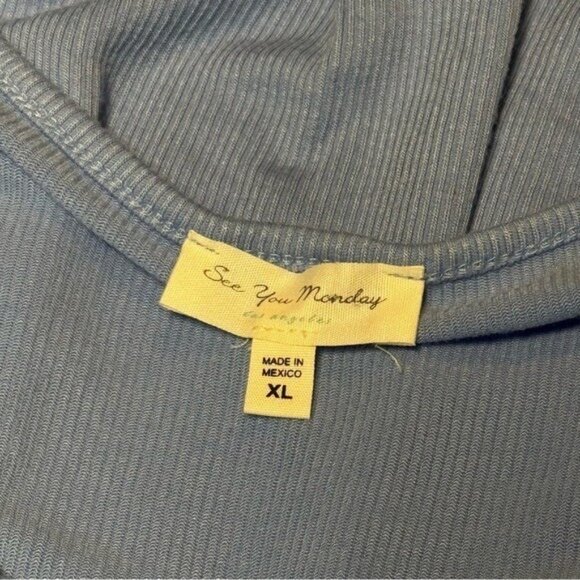 See You Monday
los angeles
MADE IN
MEXICO
XL